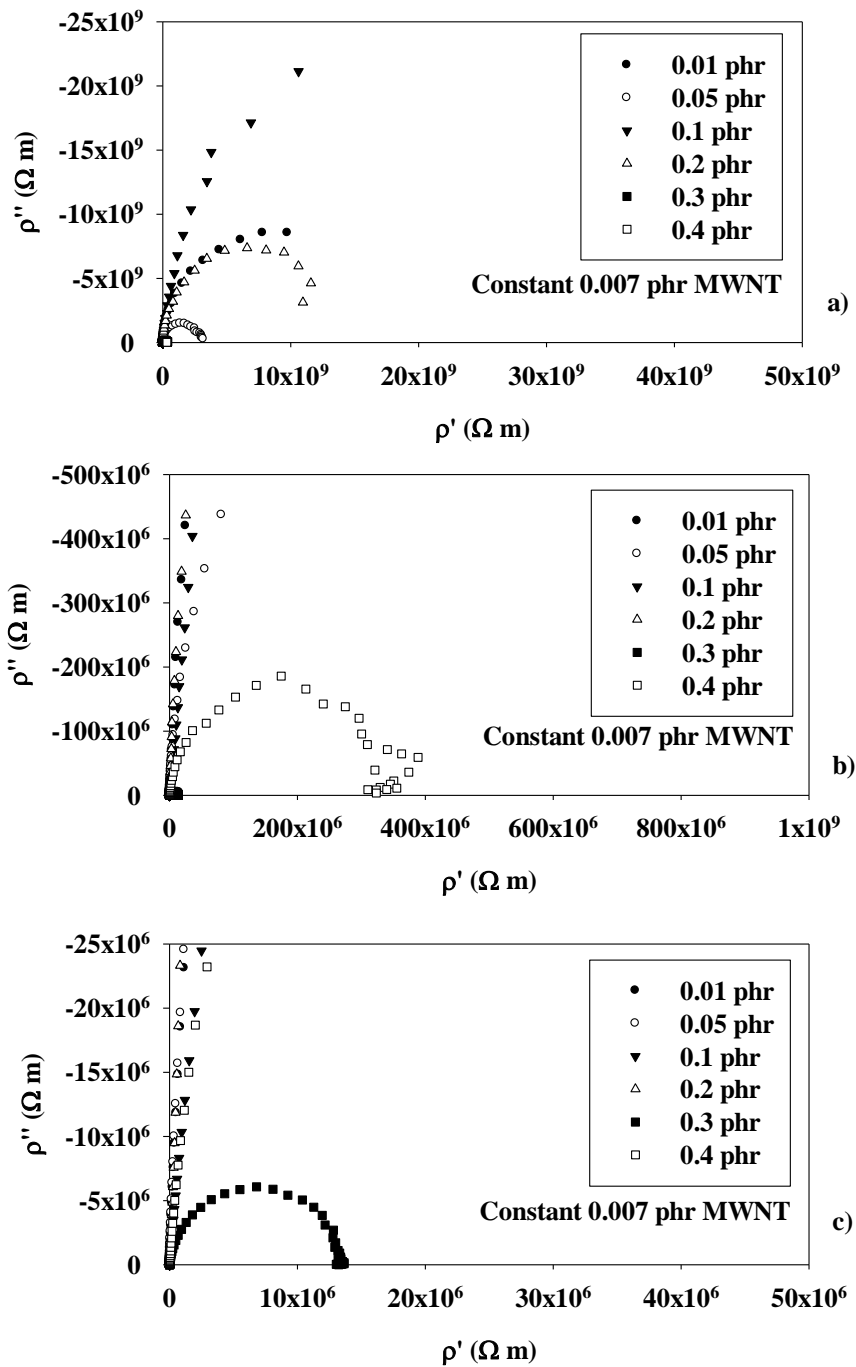 -25x10⁹
-20x10⁹
-15x10⁹
-10x10⁹
-5x10⁹
0
ρ'' (Ω m)
0.01 phr
0.05 phr
0.1 phr
0.2 phr
0.3 phr
0.4 phr
Constant 0.007 phr MWNT
a)
0 10x10⁹ 20x10⁹ 30x10⁹ 40x10⁹ 50x10⁹
ρ' (Ω m)
-500x10⁶
-400x10⁶
-300x10⁶
-200x10⁶
-100x10⁶
0
ρ'' (Ω m)
0.01 phr
0.05 phr
0.1 phr
0.2 phr
0.3 phr
0.4 phr
Constant 0.007 phr MWNT
b)
0 200x10⁶ 400x10⁶ 600x10⁶ 800x10⁶ 1x10⁹
ρ' (Ω m)
-25x10⁶
-20x10⁶
-15x10⁶
-10x10⁶
-5x10⁶
0
ρ'' (Ω m)
0.01 phr
0.05 phr
0.1 phr
0.2 phr
0.3 phr
0.4 phr
Constant 0.007 phr MWNT
c)
0 10x10⁶ 20x10⁶ 30x10⁶ 40x10⁶ 50x10⁶
ρ' (Ω m)